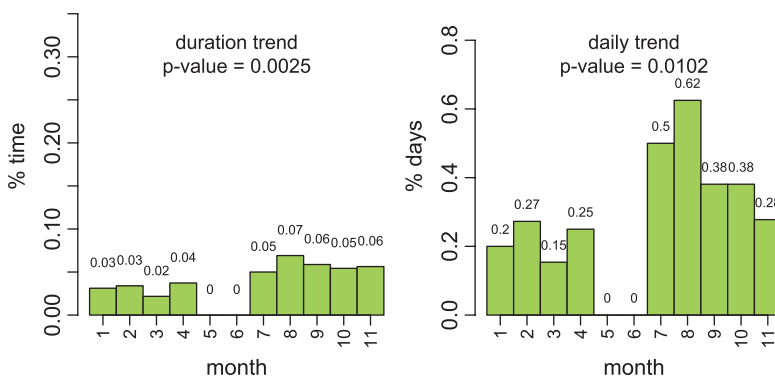 duration trend
p-value = 0.0025
% time
0.30
0.20
0.10
0.00
0.03 0.03 0.02 0.04 0 0 0.05 0.07 0.06 0.05 0.06
1 2 3 4 5 6 7 8 9 10 11
month
daily trend
p-value = 0.0102
% days
0.8
0.6
0.4
0.2
0.0
0.2 0.27 0.15 0.25 0 0 0.5 0.62 0.38 0.38 0.28
1 2 3 4 5 6 7 8 9 10 11
month